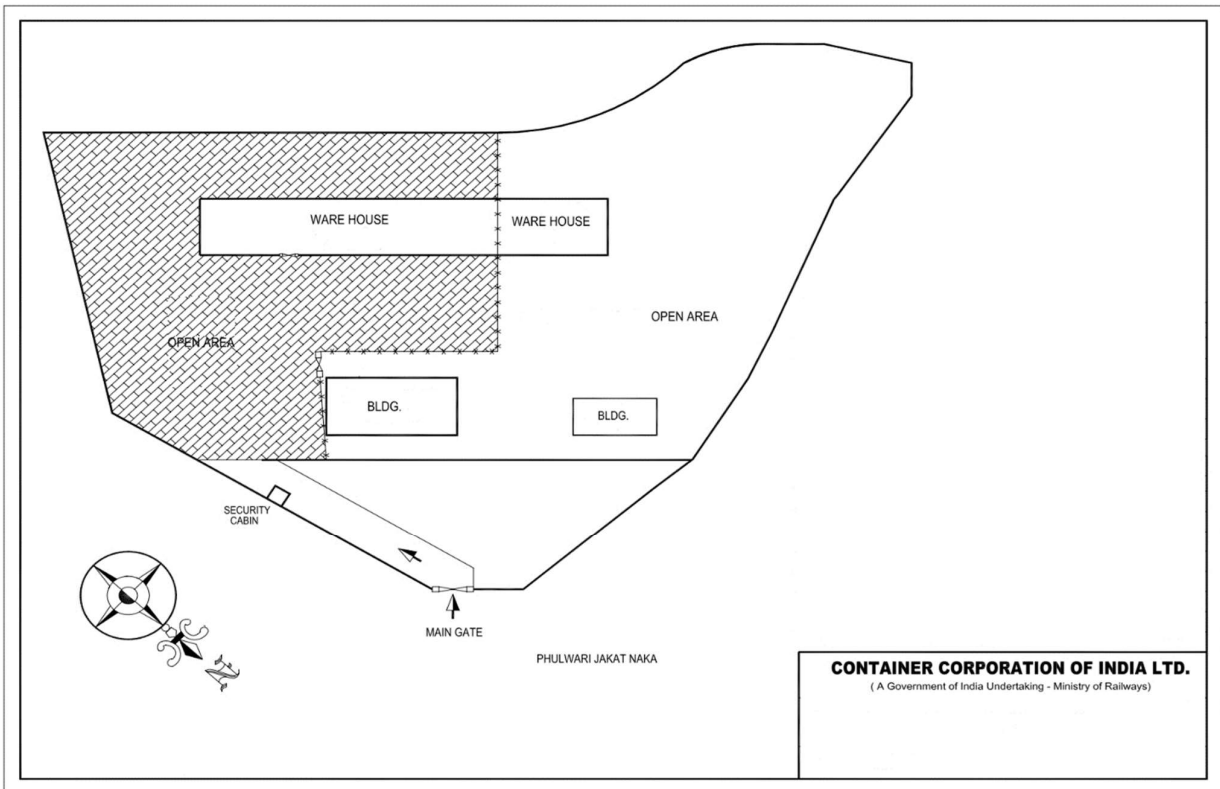 WARE HOUSE
WARE HOUSE
OPEN AREA
OPEN AREA
BLDG.
BLDG.
SECURITY
CABIN
N
MAIN GATE
PHULWARI JAKAT NAKA
CONTAINER CORPORATION OF INDIA LTD.
( A Government of India Undertaking - Ministry of Railways)